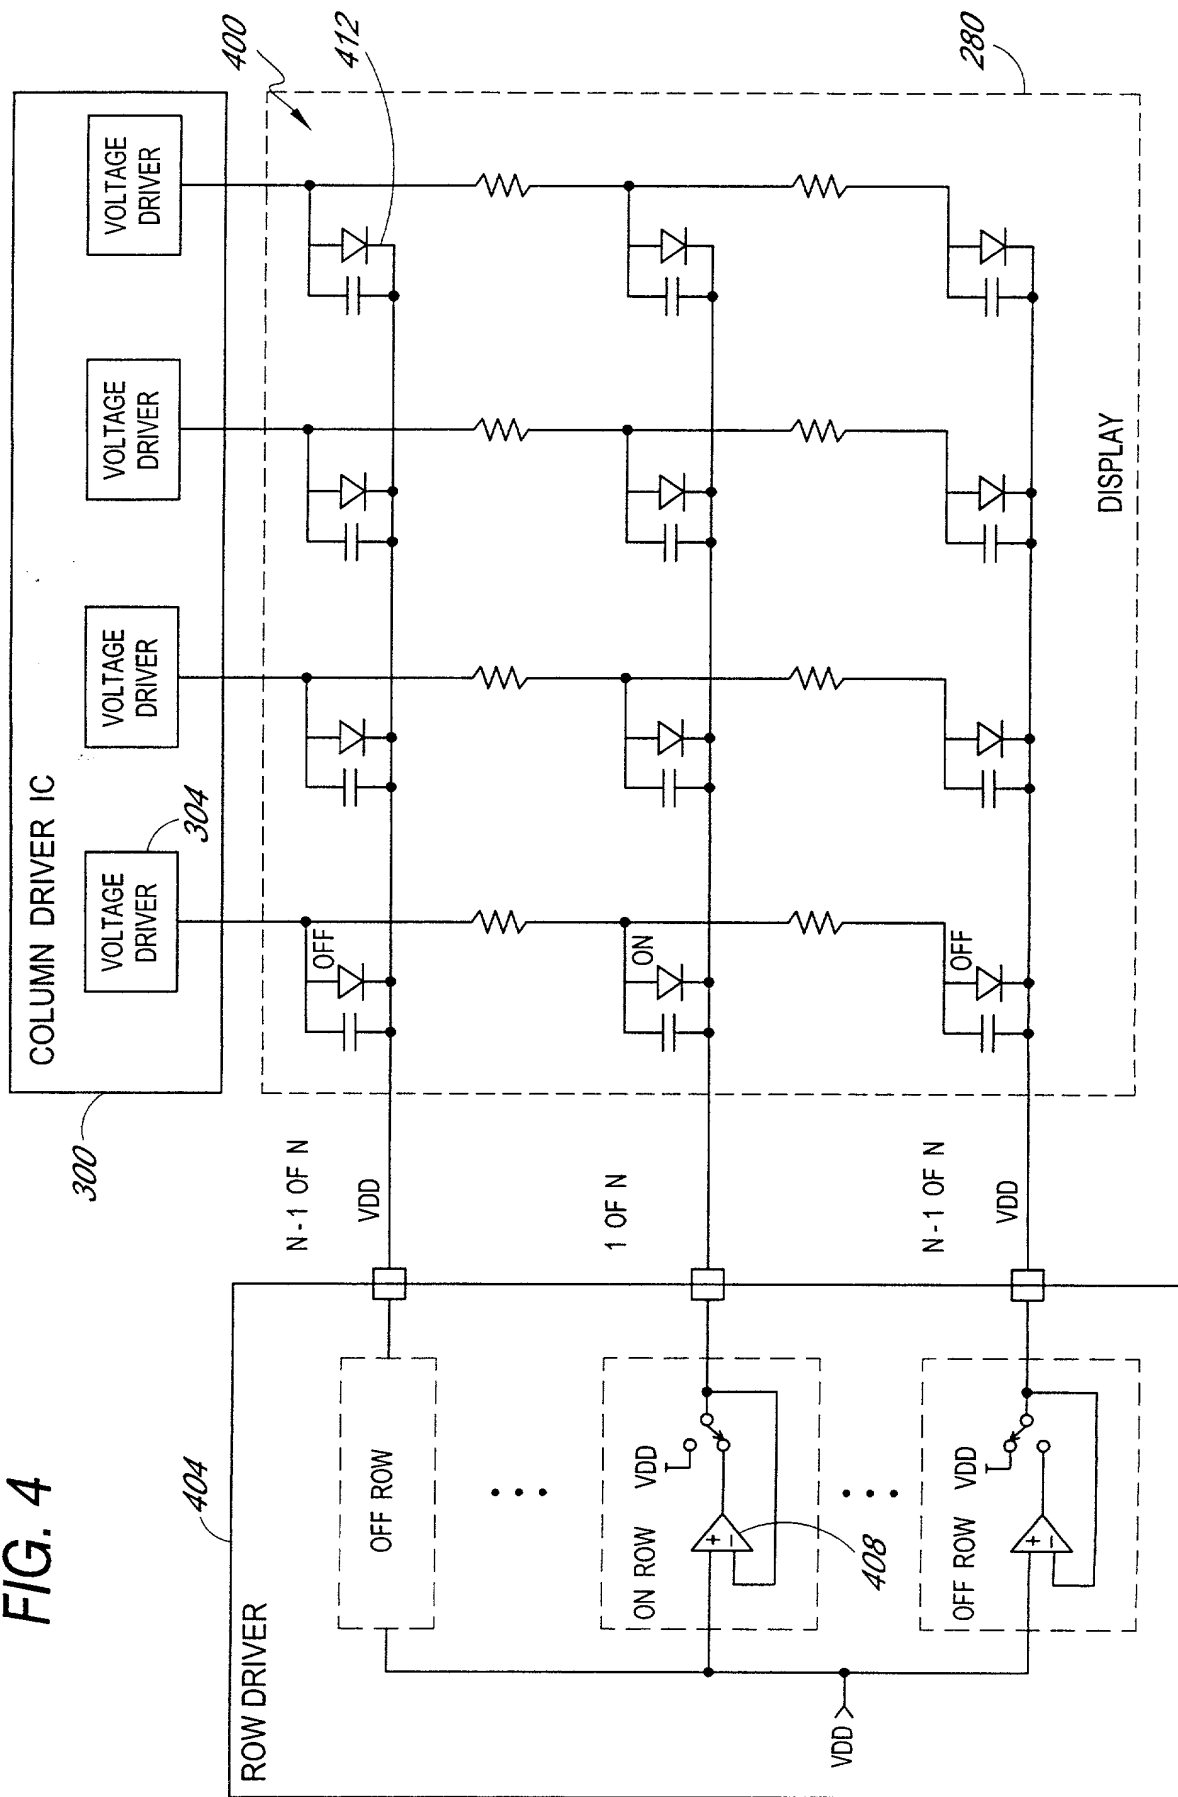 FIG. 4
COLUMN DRIVER IC
300
VOLTAGE
DRIVER
304
VOLTAGE
DRIVER
VOLTAGE
DRIVER
VOLTAGE
DRIVER
400
412
280
OFF
ON
OFF
DISPLAY
N-1 OF N
VDD
1 OF N
N-1 OF N
VDD
404
ROW DRIVER
OFF ROW
ON ROW
VDD
+
−
408
OFF ROW
VDD
+
−
VDD